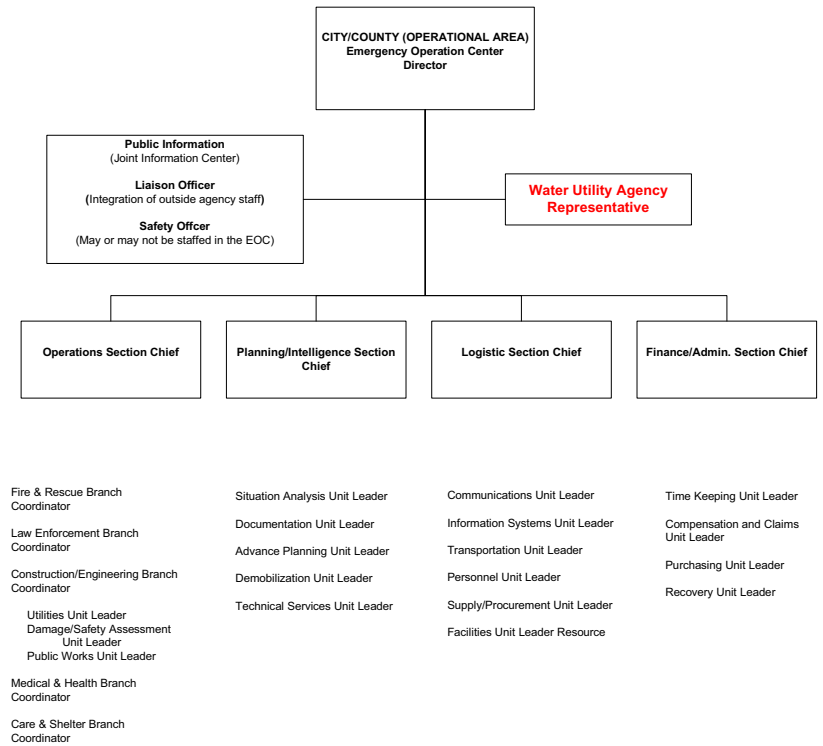 CITY/COUNTY (OPERATIONAL AREA)
Emergency Operation Center
Director
Public Information
(Joint Information Center)
Liaison Officer
(Integration of outside agency staff)
Safety Offcer
(May or may not be staffed in the EOC)
Water Utility Agency
Representative
Operations Section Chief
Planning/Intelligence Section
Chief
Logistic Section Chief
Finance/Admin. Section Chief
Fire & Rescue Branch
Coordinator
Law Enforcement Branch
Coordinator
Construction/Engineering Branch
Coordinator
Utilities Unit Leader
Damage/Safety Assessment
Unit Leader
Public Works Unit Leader
Medical & Health Branch
Coordinator
Care & Shelter Branch
Coordinator
Situation Analysis Unit Leader
Documentation Unit Leader
Advance Planning Unit Leader
Demobilization Unit Leader
Technical Services Unit Leader
Communications Unit Leader
Information Systems Unit Leader
Transportation Unit Leader
Personnel Unit Leader
Supply/Procurement Unit Leader
Facilities Unit Leader Resource
Time Keeping Unit Leader
Compensation and Claims
Unit Leader
Purchasing Unit Leader
Recovery Unit Leader